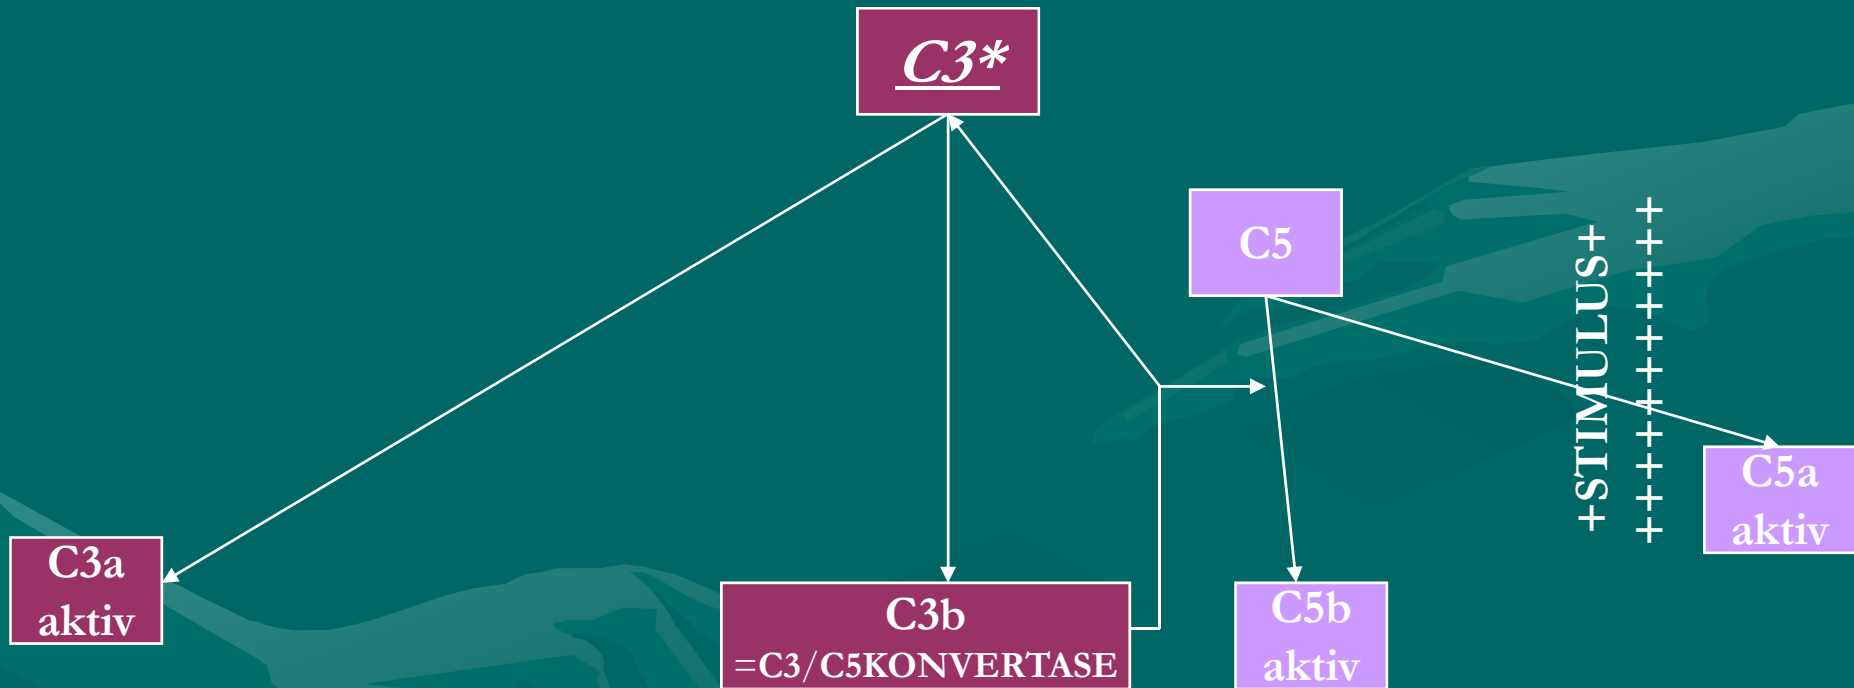 C3*
C5
+STIMULUS+
+++++++++++
C5a
aktiv
C3a
aktiv
C3b
=C3/C5KONVERTASE
C5b
aktiv